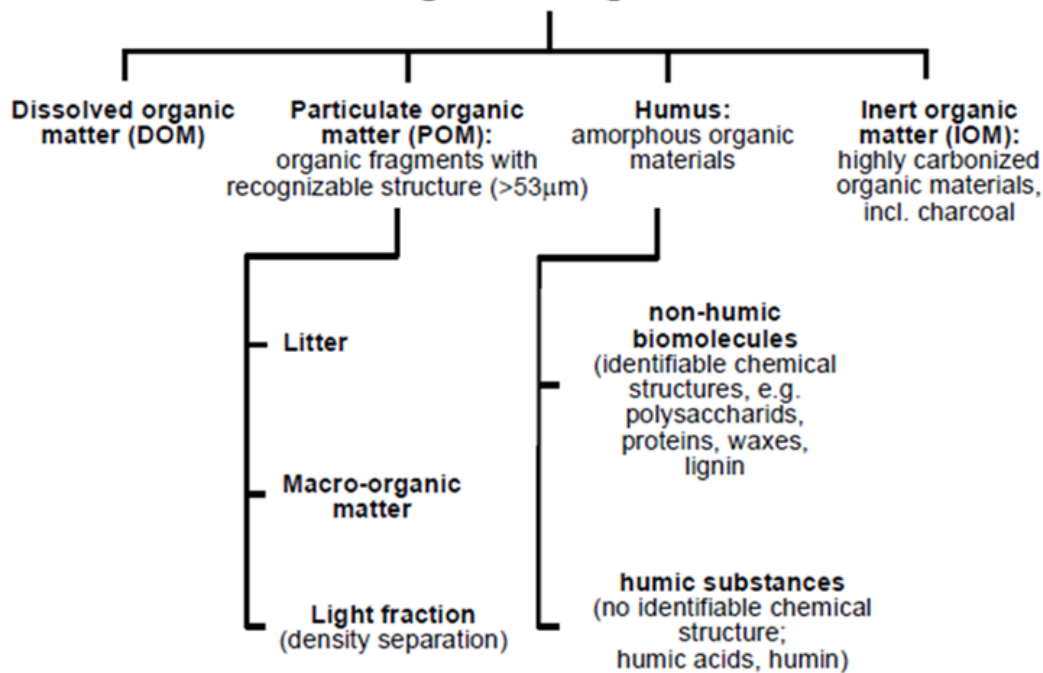 Dissolved organic
matter (DOM)
Particulate organic
matter (POM):
organic fragments with
recognizable structure (>53μm)
Humus:
amorphous organic
materials
Inert organic
matter (IOM):
highly carbonized
organic materials,
incl. charcoal
Litter
Macro-organic
matter
Light fraction
(density separation)
non-humic
biomolecules
(identifiable chemical
structures, e.g.
polysaccharids,
proteins, waxes,
lignin
humic substances
(no identifiable chemical
structure;
humic acids, humin)